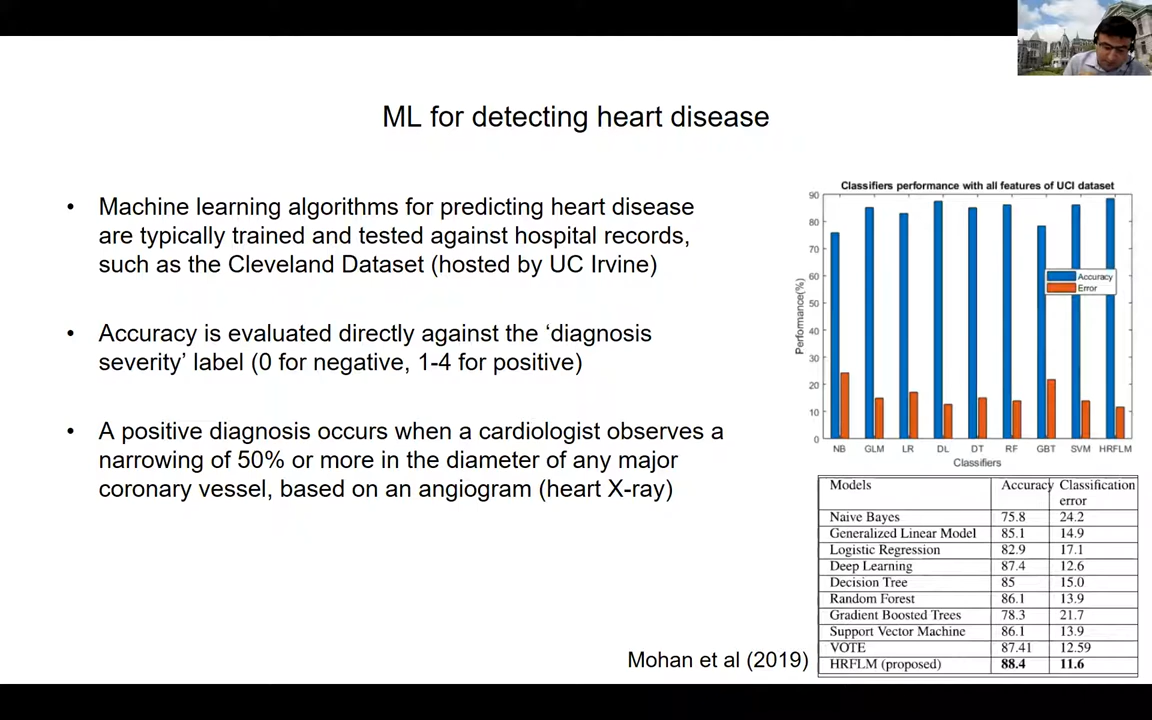 ML for detecting heart disease
• Machine learning algorithms for predicting heart disease
are typically trained and tested against hospital records,
such as the Cleveland Dataset (hosted by UC Irvine)
• Accuracy is evaluated directly against the ‘diagnosis
severity’ label (0 for negative, 1-4 for positive)
• A positive diagnosis occurs when a cardiologist observes a
narrowing of 50% or more in the diameter of any major
coronary vessel, based on an angiogram (heart X-ray)
Mohan et al (2019)
Classifiers performance with all features of UCI dataset
Performance(%)
90
80
70
60
50
40
30
20
10
0
Accuracy
Error
NB GLM LR DL DT RF GBT SVM HRFLM
Classifiers
Models Accuracy Classification
error
Naive Bayes 75.8 24.2
Generalized Linear Model 85.1 14.9
Logistic Regression 82.9 17.1
Deep Learning 87.4 12.6
Decision Tree 85 15.0
Random Forest 86.1 13.9
Gradient Boosted Trees 78.3 21.7
Support Vector Machine 86.1 13.9
VOTE 87.41 12.59
HRFLM (proposed) 88.4 11.6